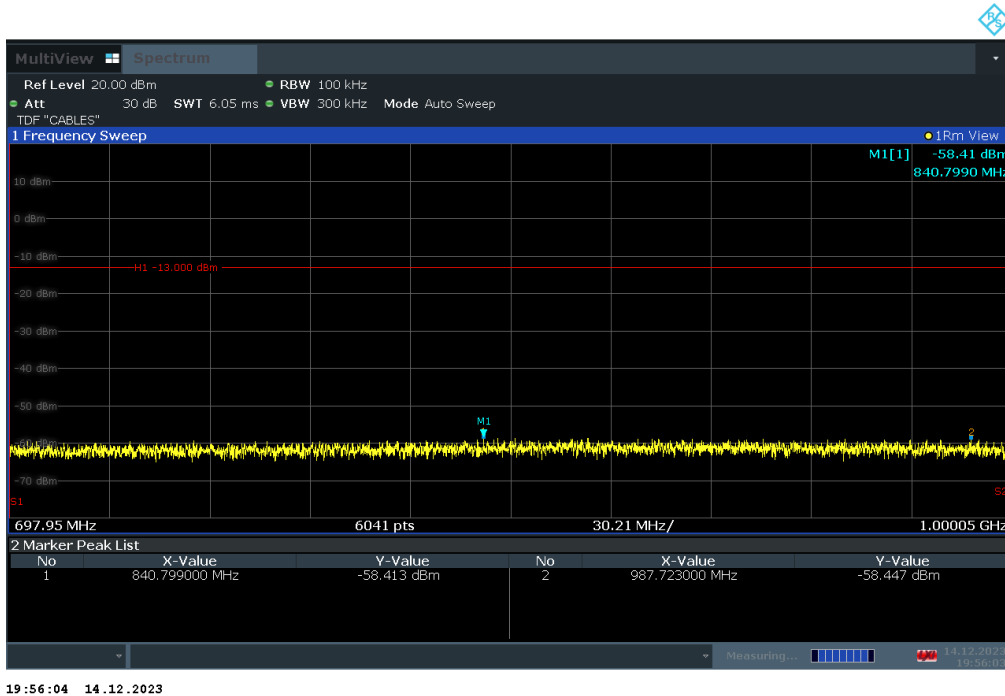 R&S
MultiView Spectrum
Ref Level 20.00 dBm RBW 100 kHz
Att 30 dB SWT 6.05 ms VBW 300 kHz Mode Auto Sweep
TDF "CABLES"
1 Frequency Sweep 1Rm View
M1[1] -58.41 dBm
840.7990 MHz
10 dBm
0 dBm
-10 dBm
H1 -13.000 dBm
-20 dBm
-30 dBm
-40 dBm
-50 dBm
M1
2
-60 dBm
-70 dBm
S1 S2
697.95 MHz 6041 pts 30.21 MHz/ 1.00005 GHz
2 Marker Peak List
No X-Value Y-Value No X-Value Y-Value
1 840.799000 MHz -58.413 dBm 2 987.723000 MHz -58.447 dBm
Measuring... 14.12.2023
19:56:03
19:56:04 14.12.2023